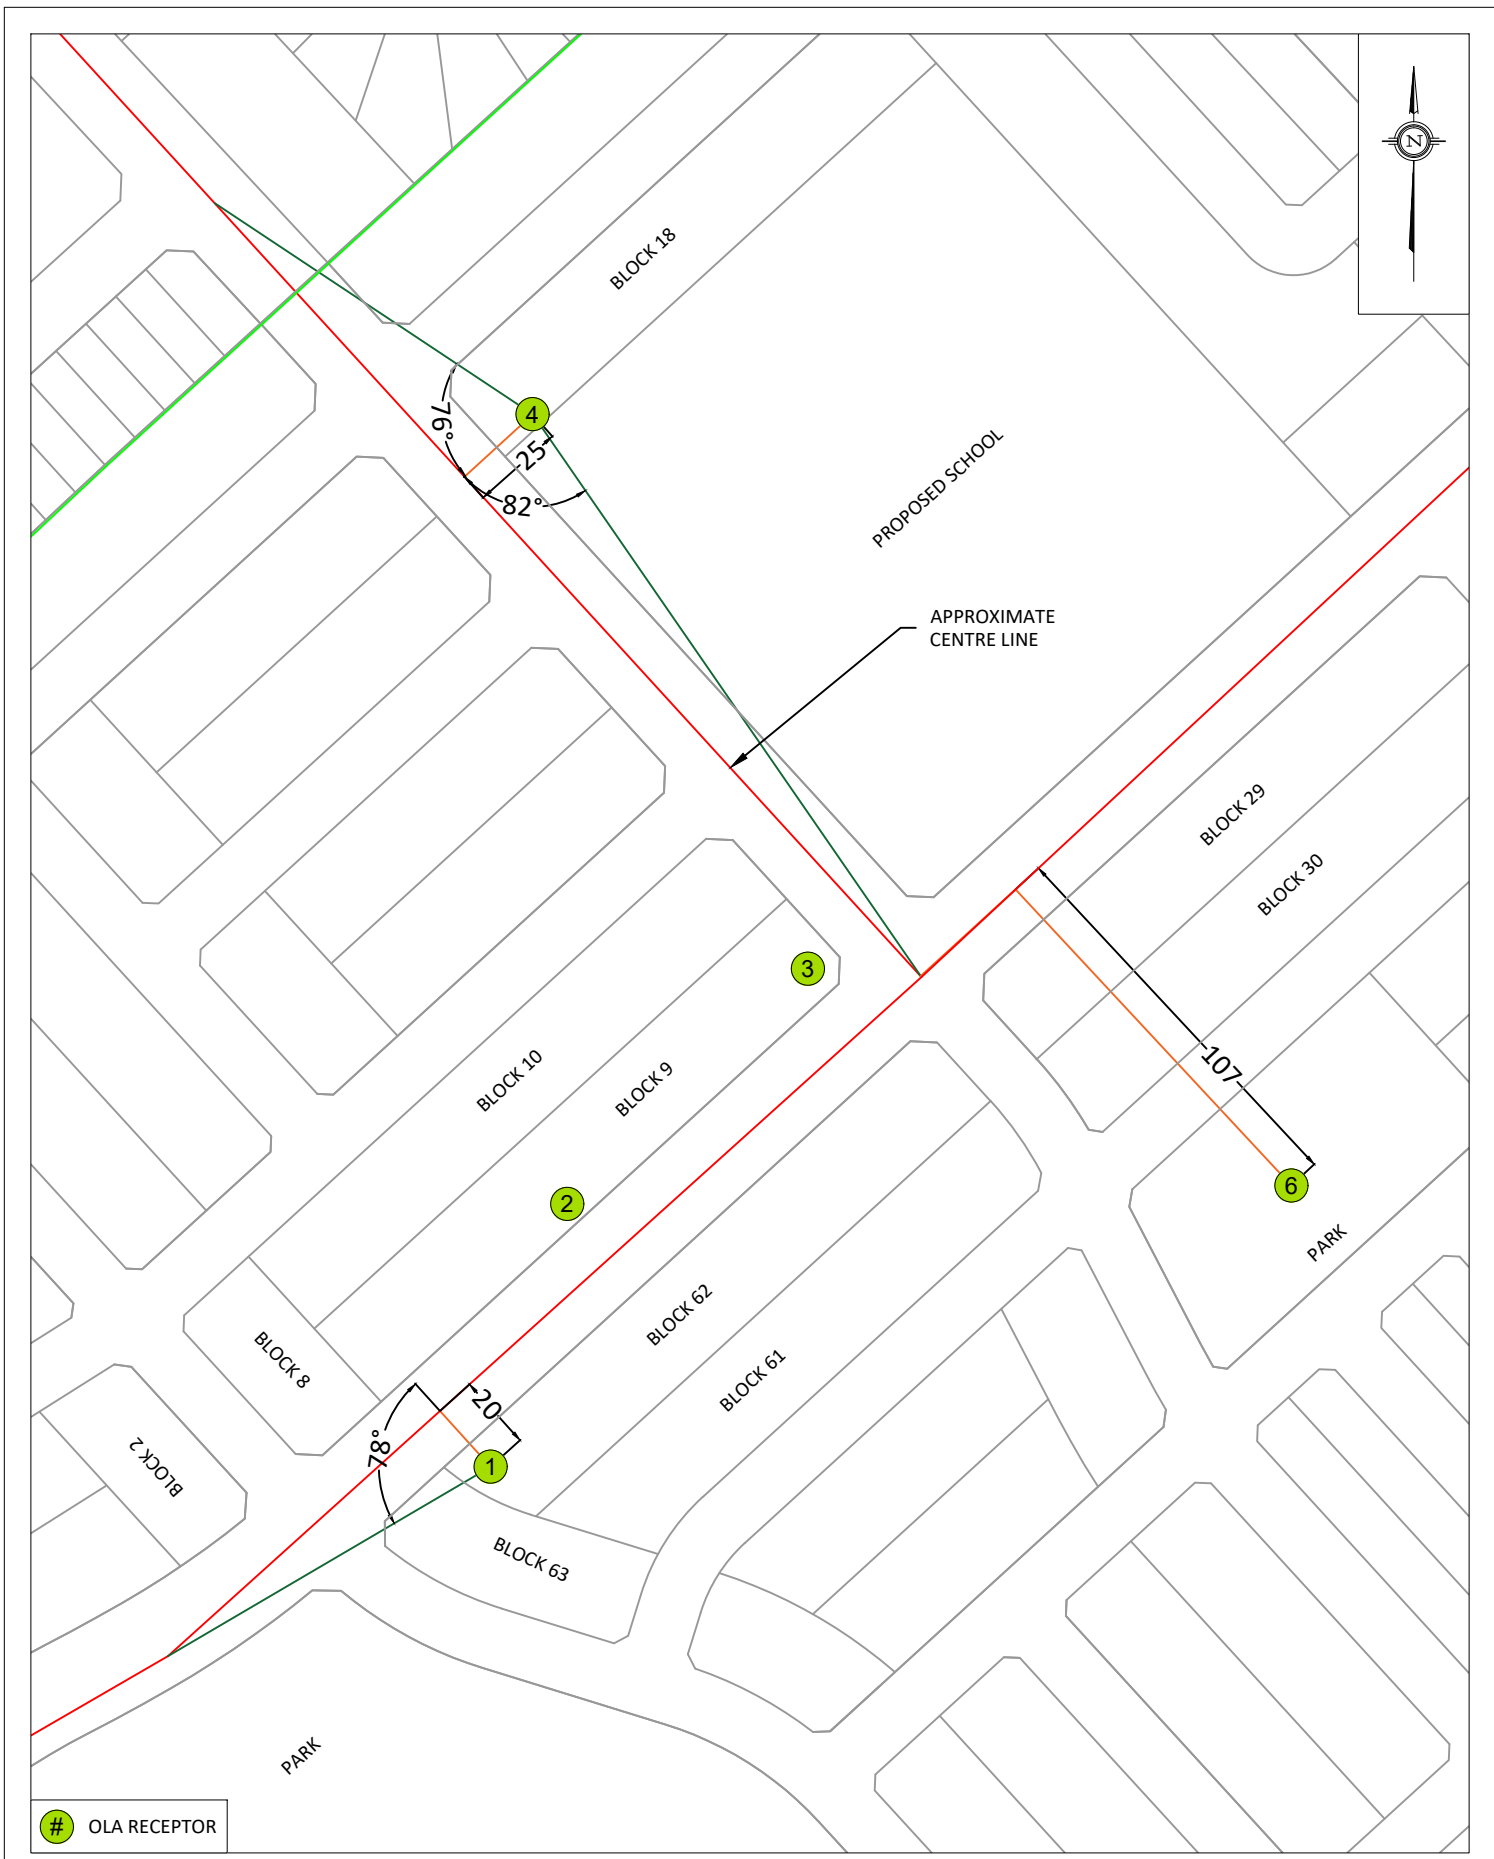 N
BLOCK 18
4
76°
25
82°
PROPOSED SCHOOL
APPROXIMATE
CENTRE LINE
BLOCK 29
BLOCK 30
3
BLOCK 10
BLOCK 9
107
6
2
PARK
BLOCK 62
BLOCK 8
BLOCK 61
20
78°
1
BLOCK 2
BLOCK 63
PARK
# OLA RECEPTOR